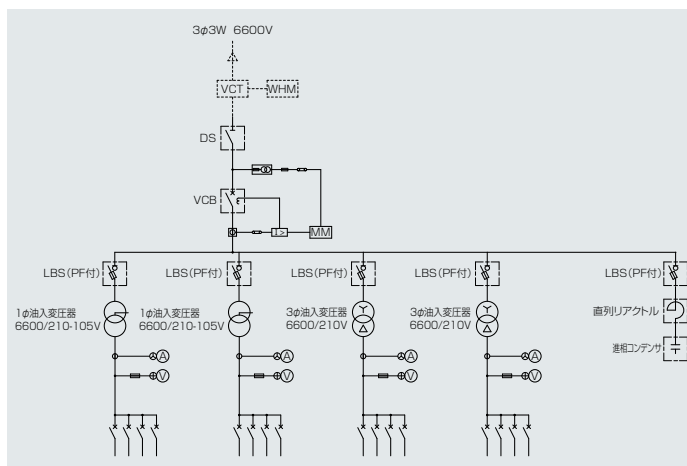 3φ3W 6600V
VCT
WHM
DS
VCB
I>
MM
LBS(PF付)
LBS(PF付)
LBS(PF付)
LBS(PF付)
LBS(PF付)
1φ油入変圧器
6600/210-105V
1φ油入変圧器
6600/210-105V
3φ油入変圧器
6600/210V
3φ油入変圧器
6600/210V
直列リアクトル
進相コンデンサ
A
A
A
A
V
V
V
V